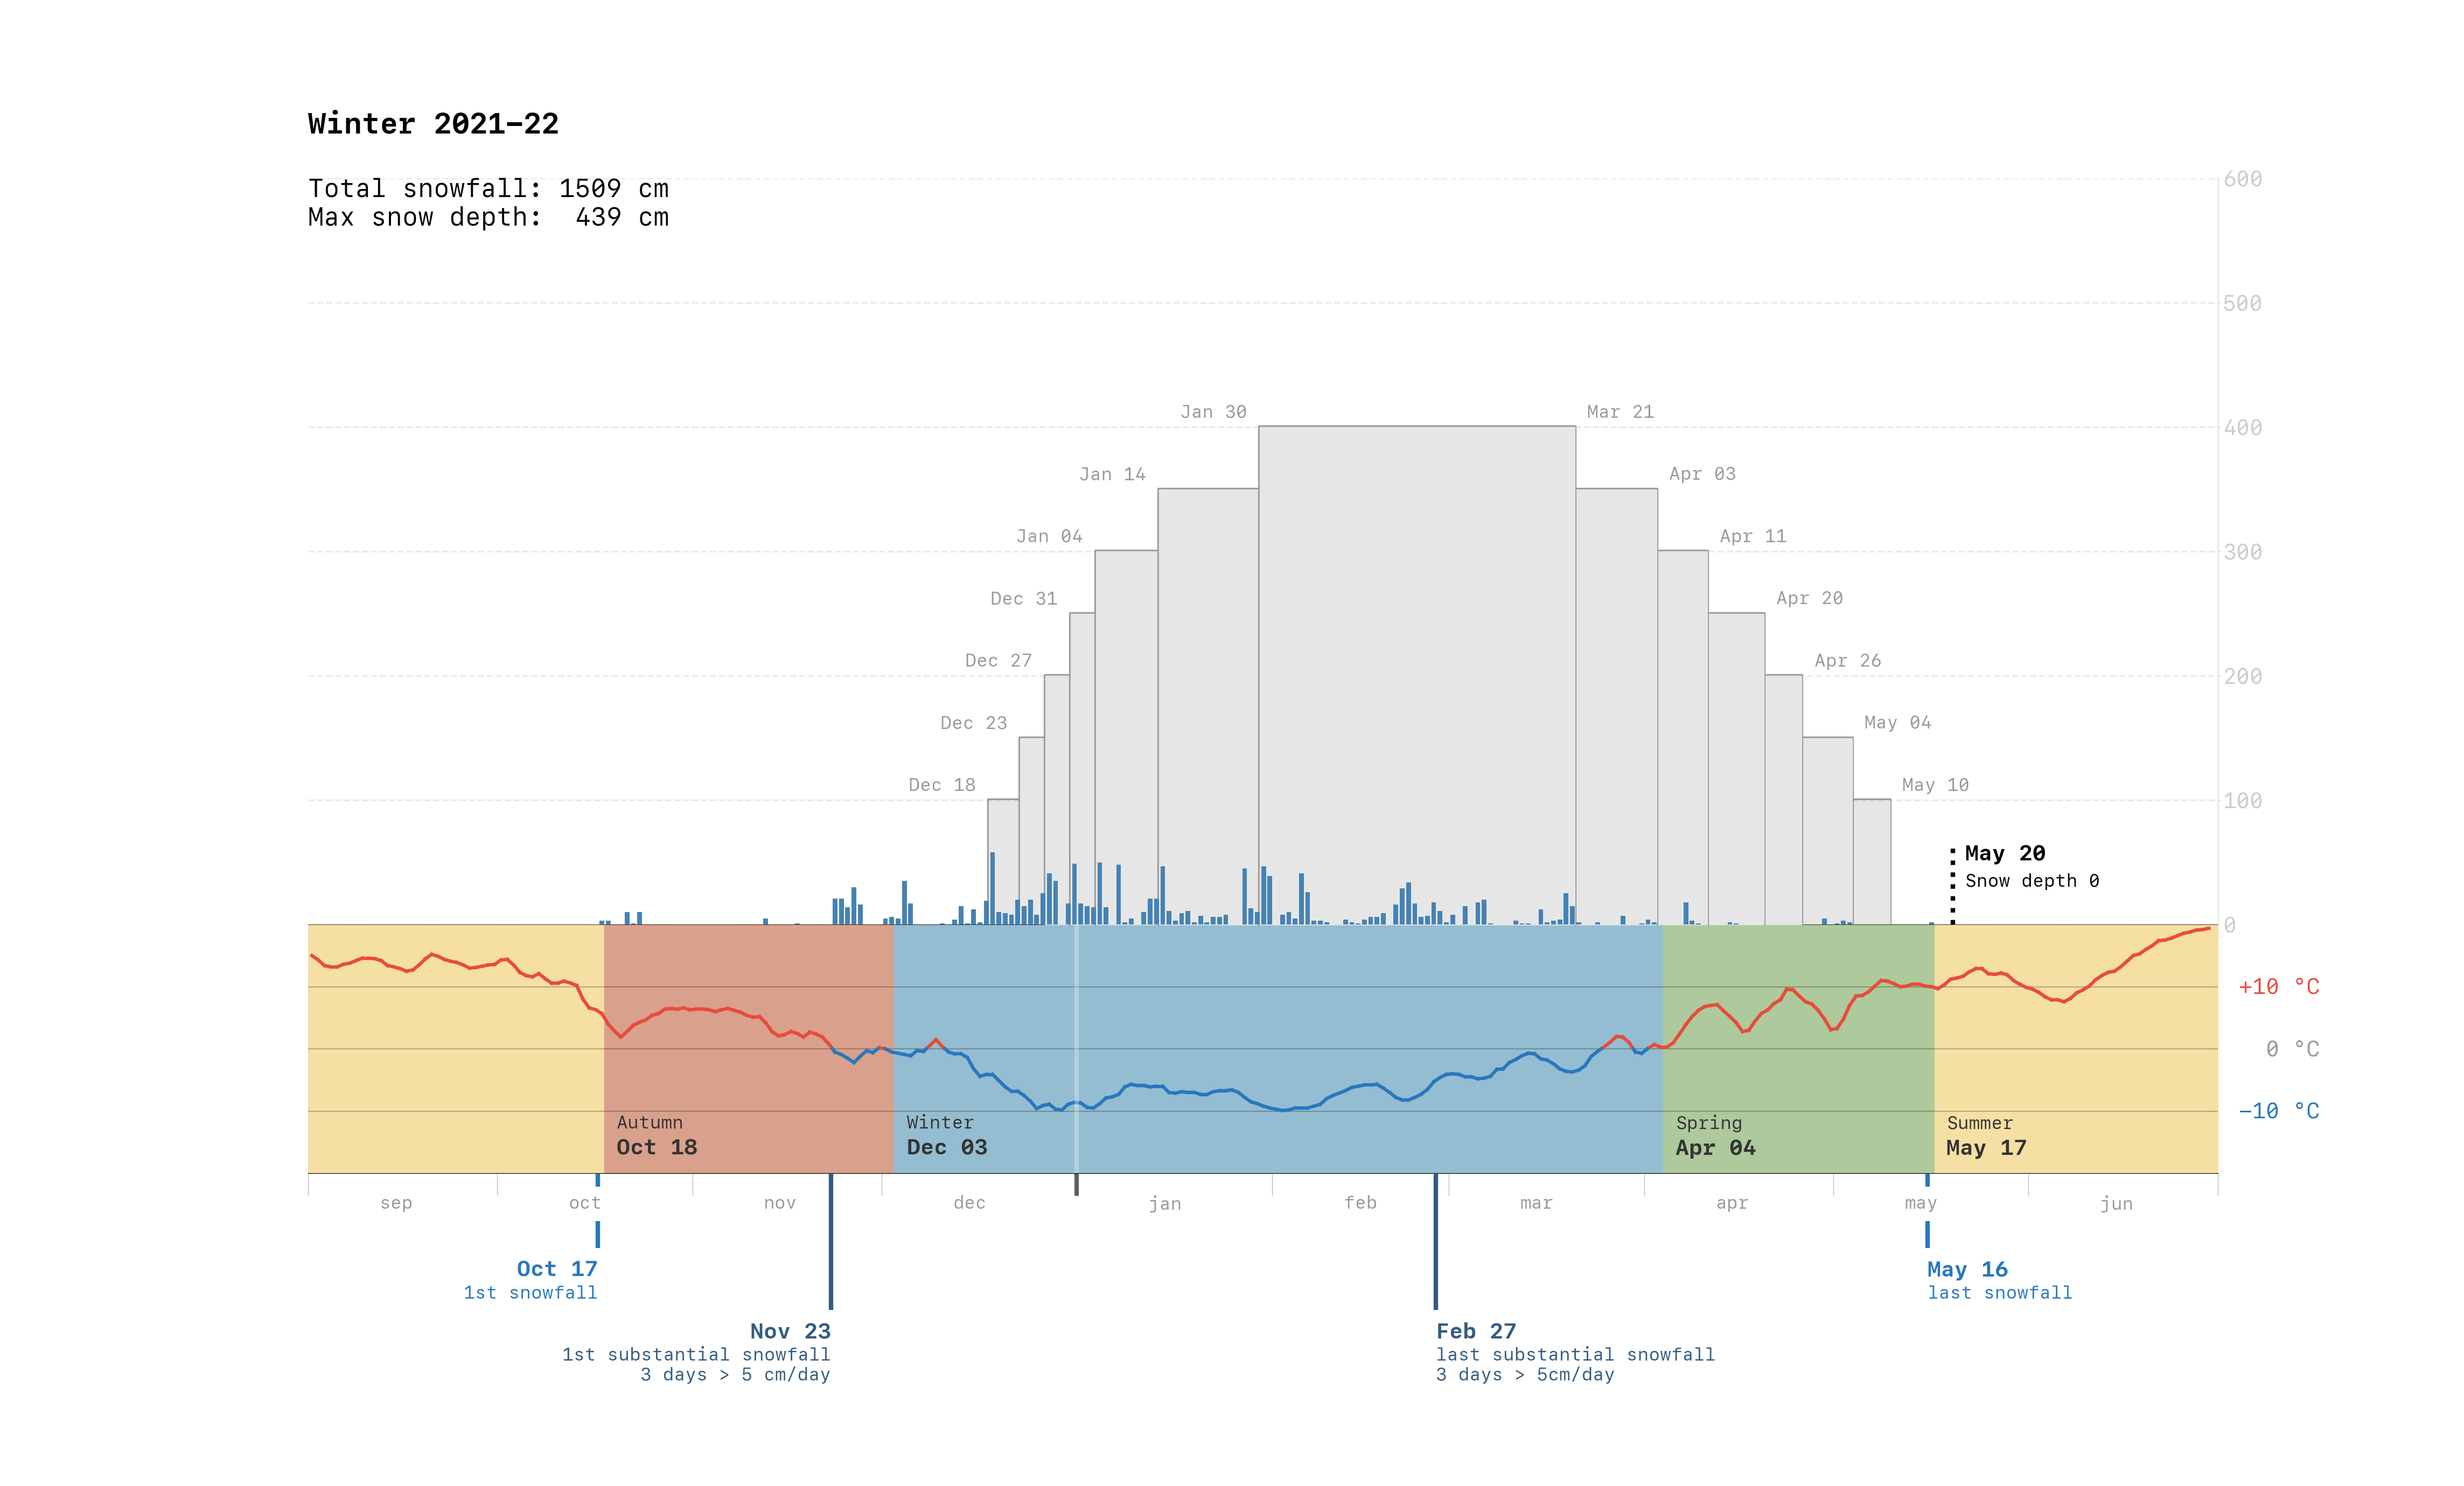 Winter 2021–22
Total snowfall: 1509 cm
Max snow depth: 439 cm
600
500
Jan 30
Mar 21
400
Jan 14
Apr 03
Jan 04
Apr 11
300
Dec 31
Apr 20
Dec 27
Apr 26
200
Dec 23
May 04
Dec 18
May 10
100
May 20
Snow depth 0
0
+10 °C
0 °C
−10 °C
Autumn
Oct 18
Winter
Dec 03
Spring
Apr 04
Summer
May 17
sep
oct
nov
dec
jan
feb
mar
apr
may
jun
Oct 17
1st snowfall
May 16
last snowfall
Nov 23
1st substantial snowfall
3 days > 5 cm/day
Feb 27
last substantial snowfall
3 days > 5cm/day